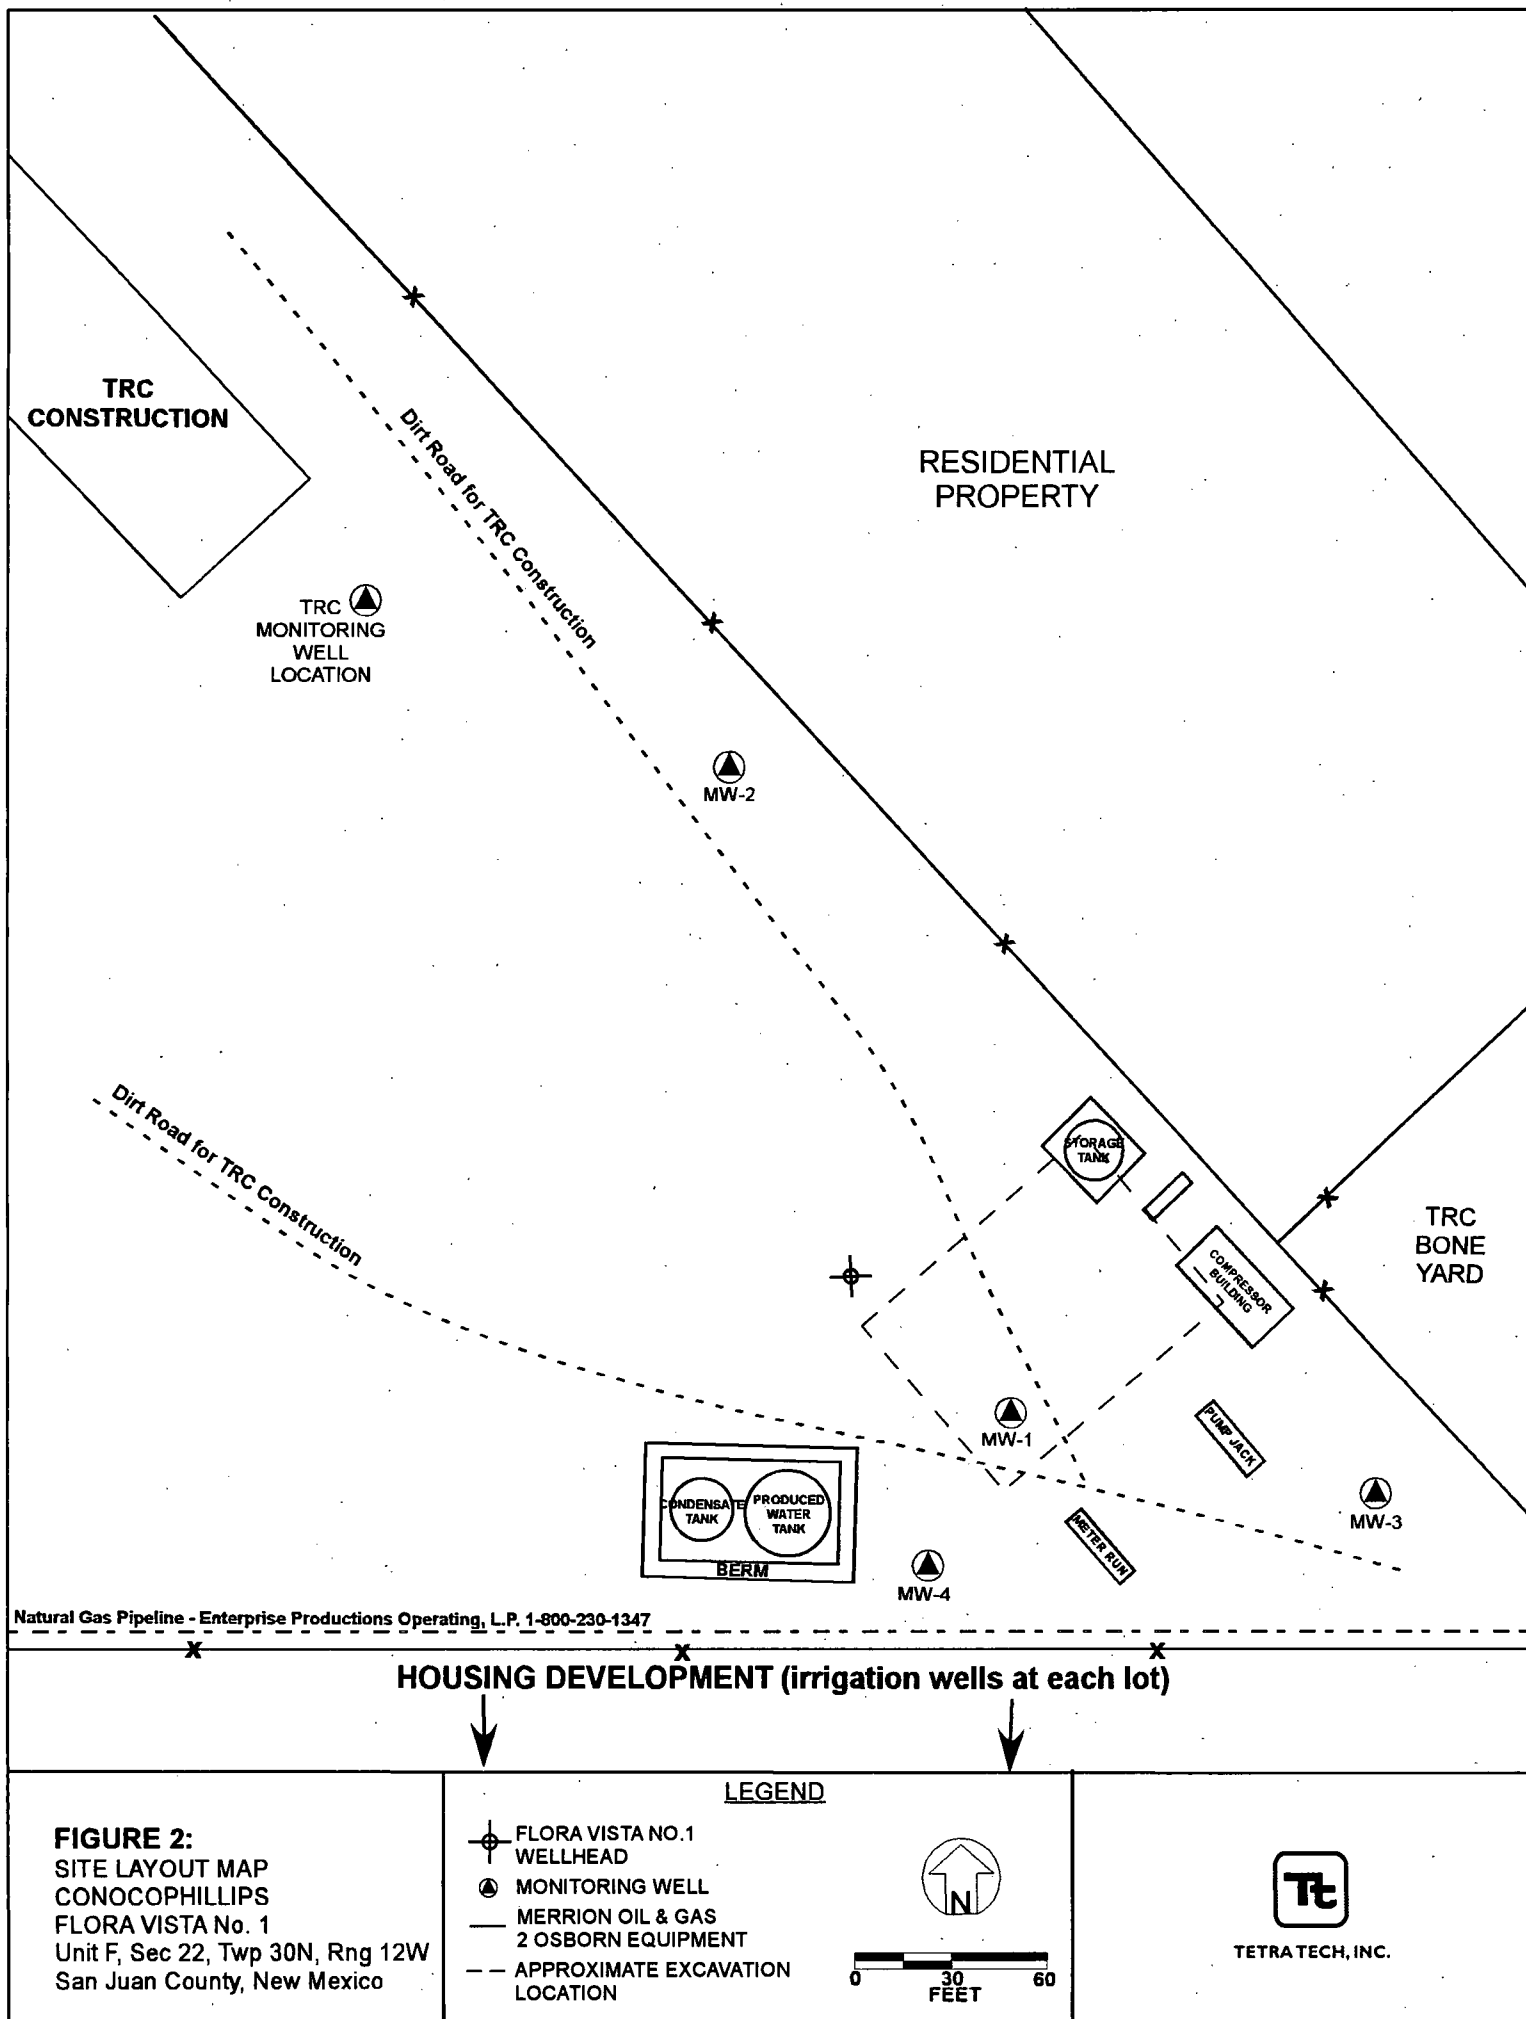 TRC
CONSTRUCTION
Dirt Road for TRC Construction
RESIDENTIAL
PROPERTY
TRC
MONITORING
WELL
LOCATION
MW-2
Dirt Road for TRC Construction
STORAGE
TANK
COMPRESSOR
BUILDING
TRC
BONE
YARD
MW-1
PUMP JACK
MW-3
CONDENSATE
TANK
PRODUCED
WATER
TANK
BERM
METER RUN
MW-4
Natural Gas Pipeline - Enterprise Productions Operating, L.P. 1-800-230-1347
HOUSING DEVELOPMENT (irrigation wells at each lot)
FIGURE 2:
SITE LAYOUT MAP
CONOCOPHILLIPS
FLORA VISTA No. 1
Unit F, Sec 22, Twp 30N, Rng 12W
San Juan County, New Mexico
LEGEND
FLORA VISTA NO.1
WELLHEAD
MONITORING WELL
MERRION OIL & GAS
2 OSBORN EQUIPMENT
APPROXIMATE EXCAVATION
LOCATION
N
0 30 60
FEET
Tt
TETRA TECH, INC.